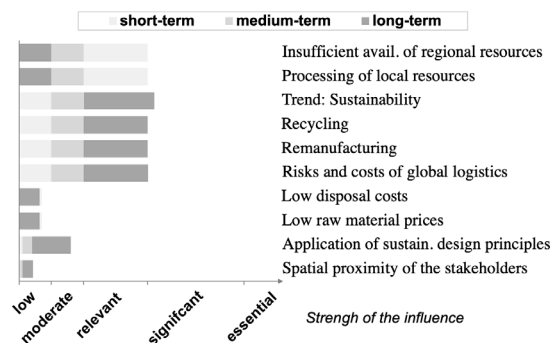 short-term medium-term long-term
Insufficient avail. of regional resources
Processing of local resources
Trend: Sustainability
Recycling
Remanufacturing
Risks and costs of global logistics
Low disposal costs
Low raw material prices
Application of sustain. design principles
Spatial proximity of the stakeholders
low
moderate
relevant
signifcant
essential
Strengh of the influence